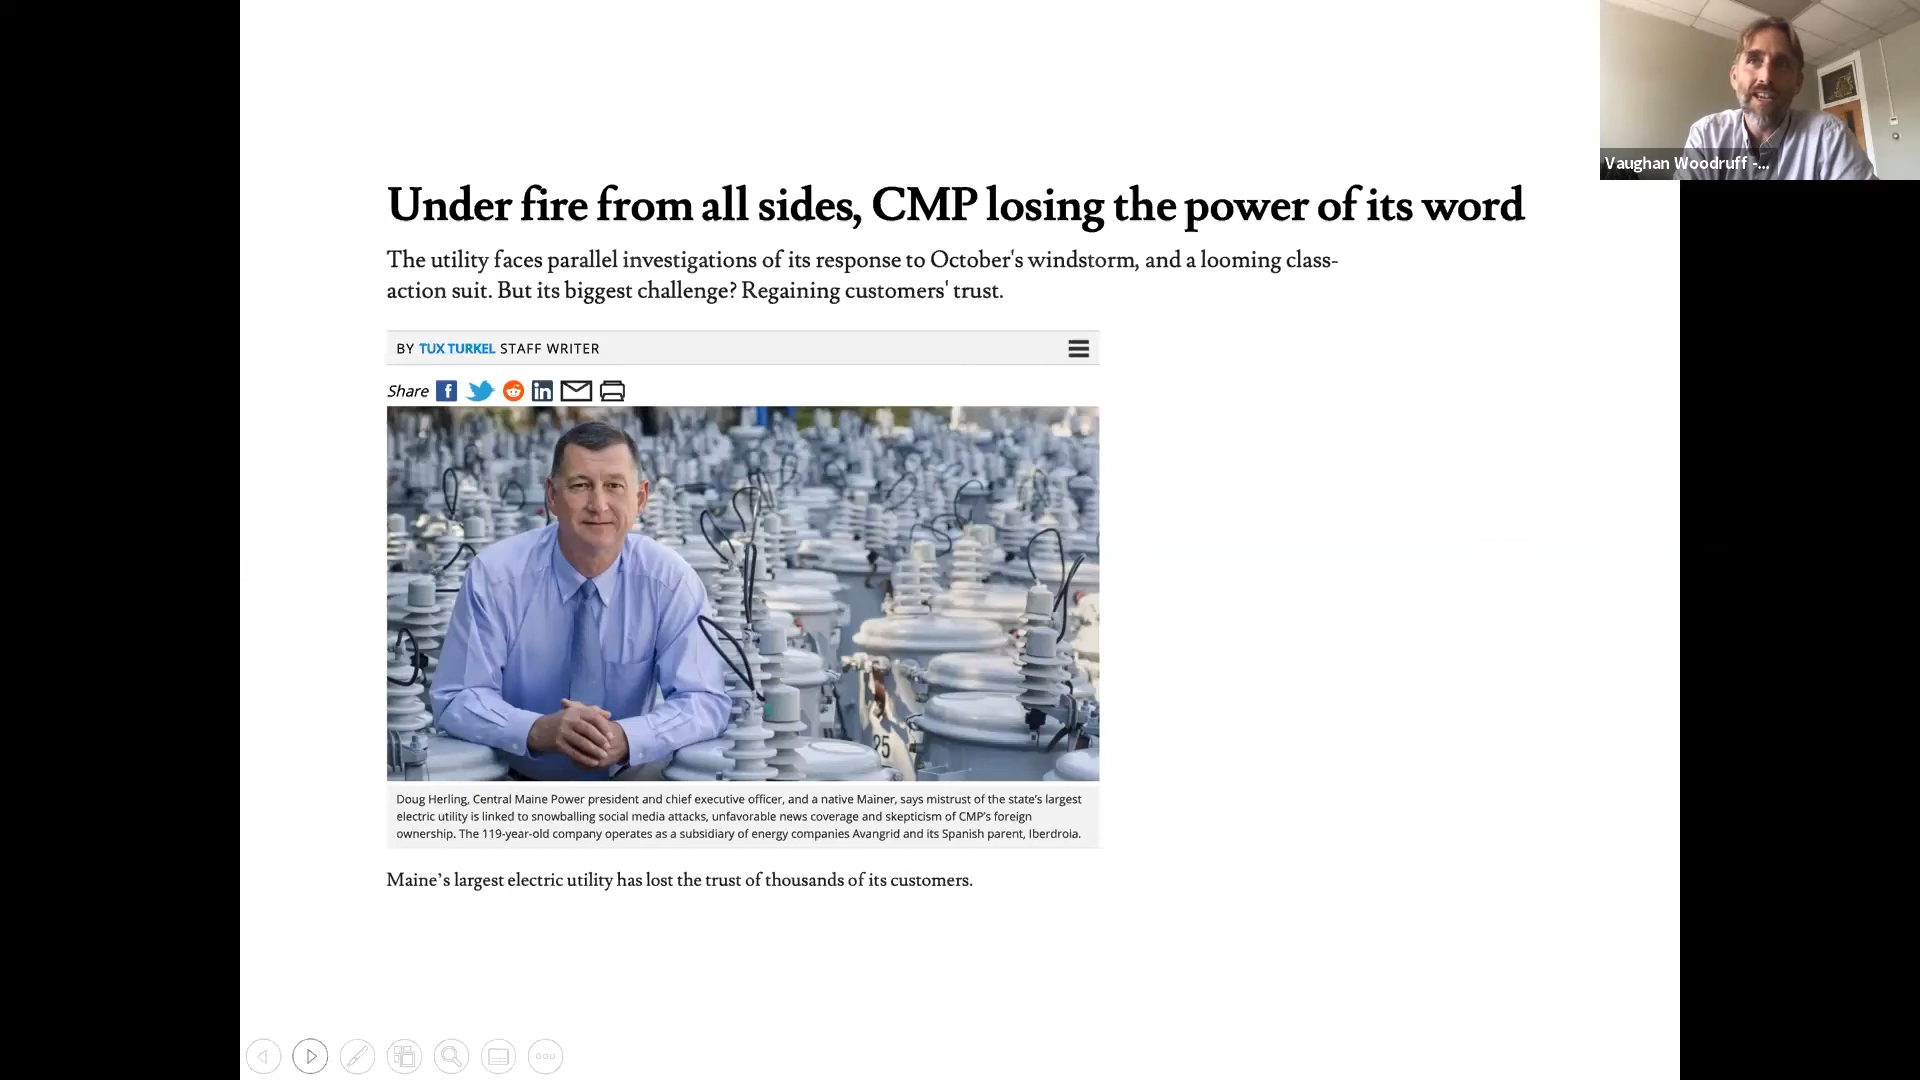 Vaughan Woodruff -...
Under fire from all sides, CMP losing the power of its word
The utility faces parallel investigations of its response to October's windstorm, and a looming class-
action suit. But its biggest challenge? Regaining customers' trust.
BY TUX TURKEL STAFF WRITER
Share
25
Doug Herling, Central Maine Power president and chief executive officer, and a native Mainer, says mistrust of the state’s largest
electric utility is linked to snowballing social media attacks, unfavorable news coverage and skepticism of CMP’s foreign
ownership. The 119-year-old company operates as a subsidiary of energy companies Avangrid and its Spanish parent, Iberdrola.
Maine’s largest electric utility has lost the trust of thousands of its customers.